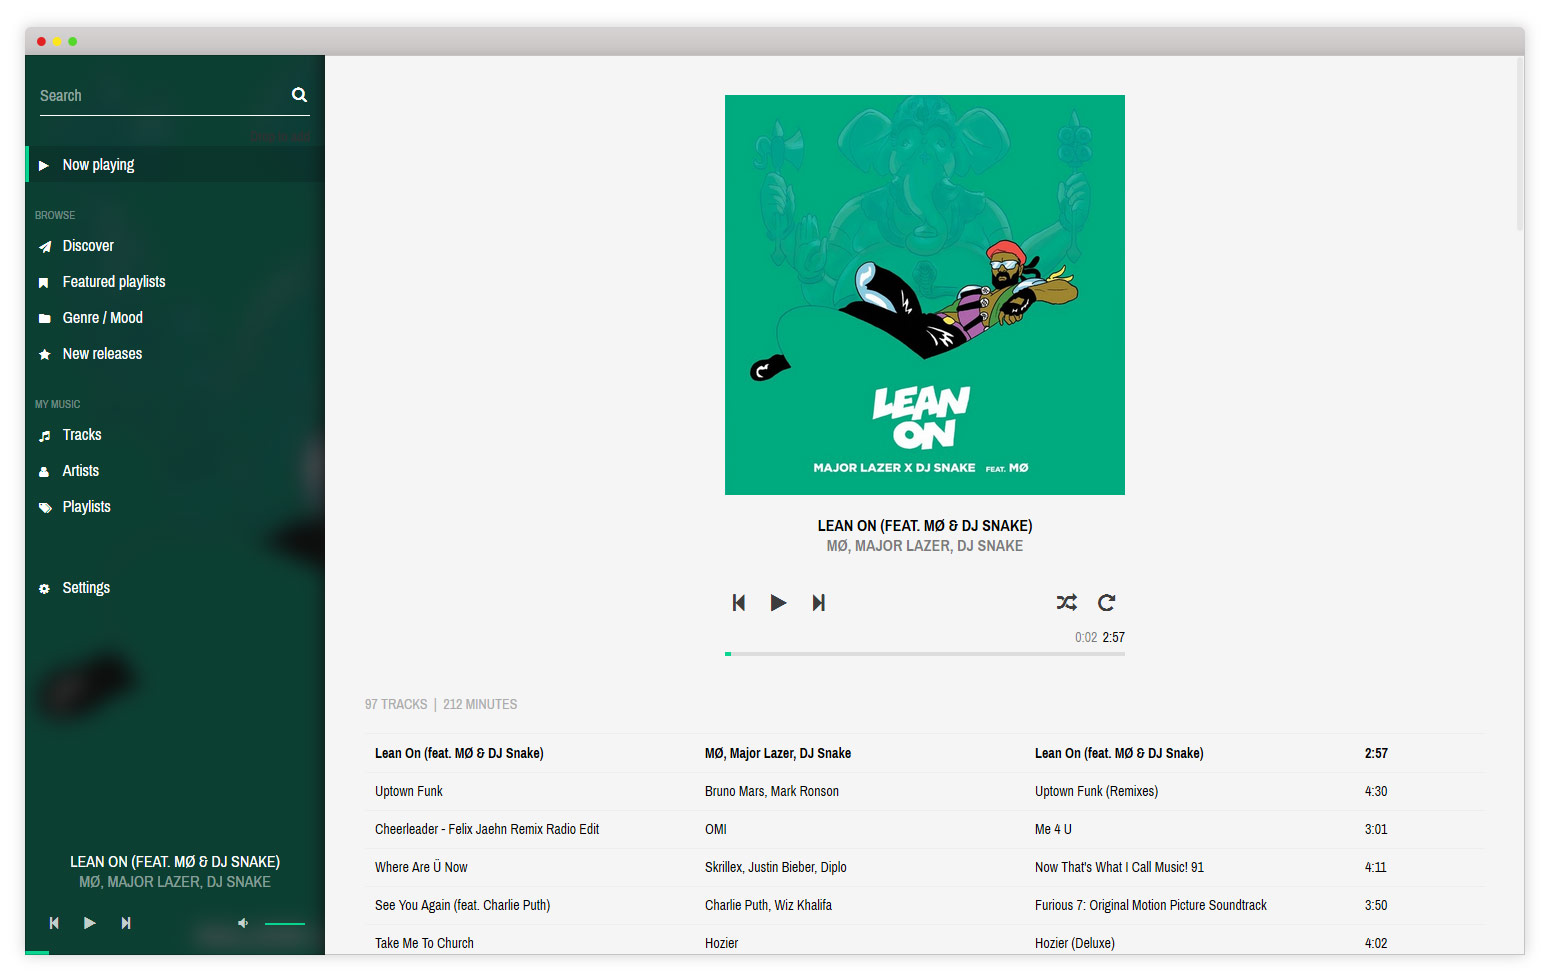 Search
Drop to add
Now playing
BROWSE
Discover
Featured playlists
Genre / Mood
New releases
MY MUSIC
Tracks
Artists
Playlists
Settings
LEAN ON (FEAT. MØ & DJ SNAKE)
MØ, MAJOR LAZER, DJ SNAKE
LEAN
ON
MAJOR LAZER X DJ SNAKE FEAT. MØ
LEAN ON (FEAT. MØ & DJ SNAKE)
MØ, MAJOR LAZER, DJ SNAKE
0:02 2:57
97 TRACKS | 212 MINUTES
Lean On (feat. MØ & DJ Snake) MØ, Major Lazer, DJ Snake Lean On (feat. MØ & DJ Snake) 2:57
Uptown Funk Bruno Mars, Mark Ronson Uptown Funk (Remixes) 4:30
Cheerleader - Felix Jaehn Remix Radio Edit OMI Me 4 U 3:01
Where Are Ü Now Skrillex, Justin Bieber, Diplo Now That's What I Call Music! 91 4:11
See You Again (feat. Charlie Puth) Charlie Puth, Wiz Khalifa Furious 7: Original Motion Picture Soundtrack 3:50
Take Me To Church Hozier Hozier (Deluxe) 4:02